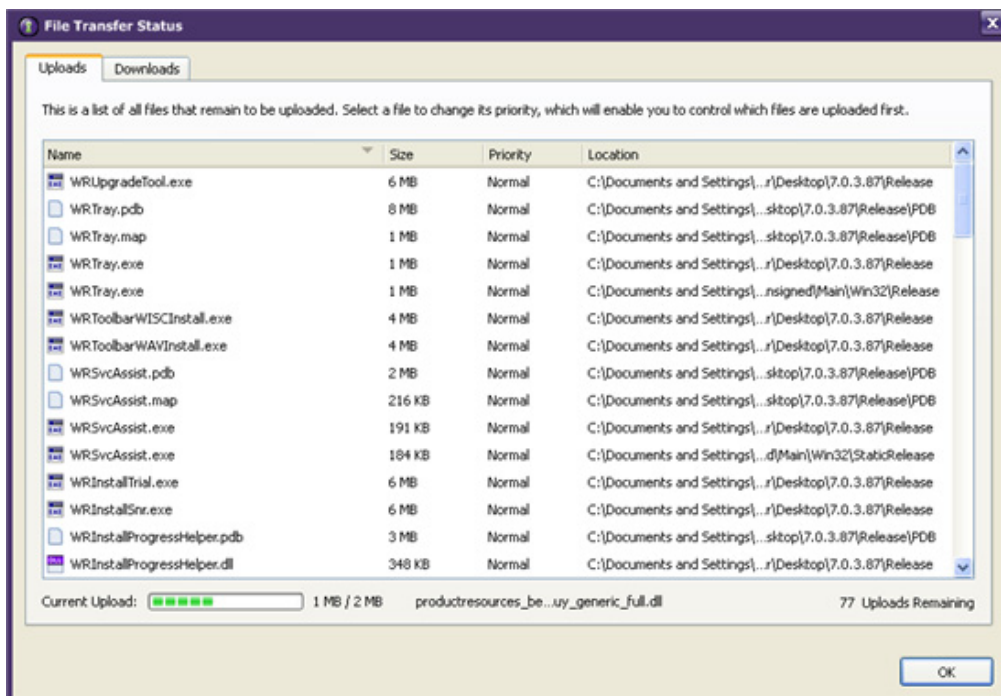 File Transfer Status
Uploads Downloads
This is a list of all files that remain to be uploaded. Select a file to change its priority, which will enable you to control which files are uploaded first.
Name Size Priority Location
WRUpgradeTool.exe 6 MB Normal C:\Documents and Settings\...r\Desktop\7.0.3.87\Release
WRTray.pdb 8 MB Normal C:\Documents and Settings\...sktop\7.0.3.87\Release\PDB
WRTray.map 1 MB Normal C:\Documents and Settings\...sktop\7.0.3.87\Release\PDB
WRTray.exe 1 MB Normal C:\Documents and Settings\...r\Desktop\7.0.3.87\Release
WRTray.exe 1 MB Normal C:\Documents and Settings\...nsigned\Main\Win32\Release
WRToolbarWISCInstall.exe 4 MB Normal C:\Documents and Settings\...r\Desktop\7.0.3.87\Release
WRToolbarWAVInstall.exe 4 MB Normal C:\Documents and Settings\...r\Desktop\7.0.3.87\Release
WRSvcAssist.pdb 2 MB Normal C:\Documents and Settings\...sktop\7.0.3.87\Release\PDB
WRSvcAssist.map 216 KB Normal C:\Documents and Settings\...sktop\7.0.3.87\Release\PDB
WRSvcAssist.exe 191 KB Normal C:\Documents and Settings\...r\Desktop\7.0.3.87\Release
WRSvcAssist.exe 184 KB Normal C:\Documents and Settings\...d\Main\Win32\StaticRelease
WRInstallTrial.exe 6 MB Normal C:\Documents and Settings\...r\Desktop\7.0.3.87\Release
WRInstallSnr.exe 6 MB Normal C:\Documents and Settings\...r\Desktop\7.0.3.87\Release
WRInstallProgressHelper.pdb 3 MB Normal C:\Documents and Settings\...sktop\7.0.3.87\Release\PDB
WRInstallProgressHelper.dll 348 KB Normal C:\Documents and Settings\...r\Desktop\7.0.3.87\Release
Current Upload: 1 MB / 2 MB productresources_be...uy_generic_full.dll 77 Uploads Remaining
OK